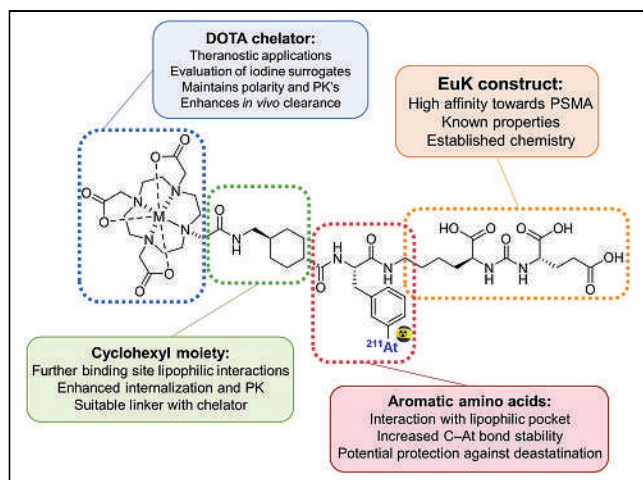 DOTA chelator:
Theranostic applications
Evaluation of iodine surrogates
Maintains polarity and PK's
Enhances in vivo clearance
EuK construct:
High affinity towards PSMA
Known properties
Established chemistry
O
O
O
N
N
M
N
N
O
O
O
O
N
H
O
H
N
O
N
H
O
HO
O
N
H
O
N
H
O
OH
OH
O
211At
Cyclohexyl moiety:
Further binding site lipophilic interactions
Enhanced internalization and PK
Suitable linker with chelator
Aromatic amino acids:
Interaction with lipophilic pocket
Increased C–At bond stability
Potential protection against deastatination